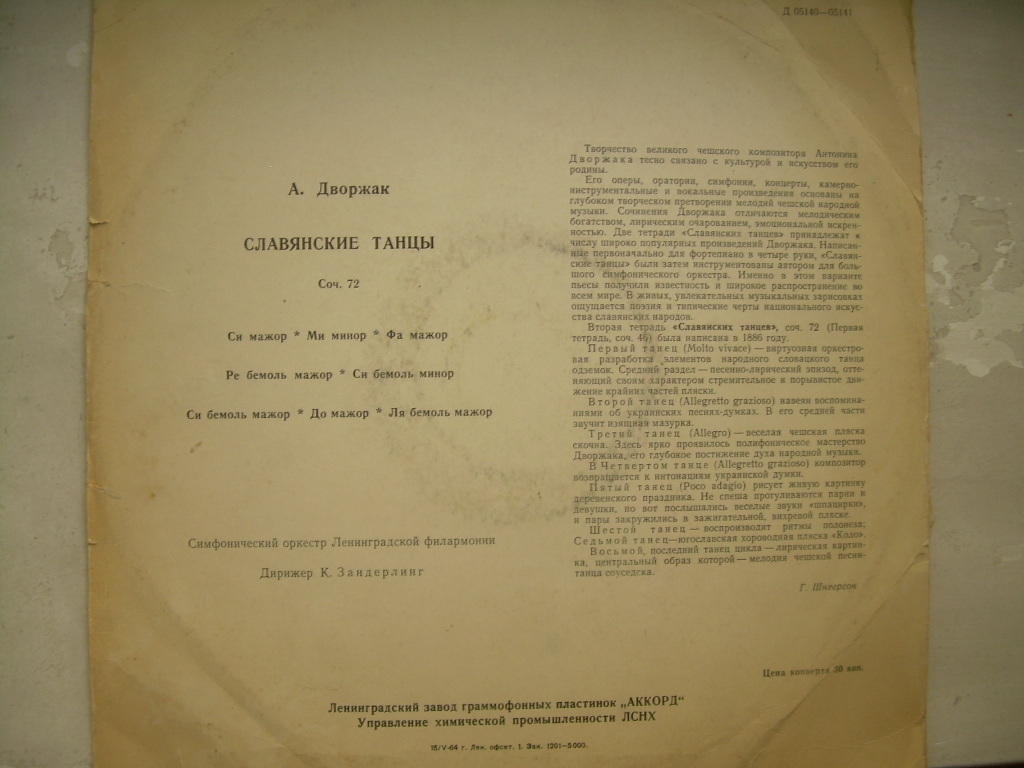 Д 05140—05141
А. Дворжак
СЛАВЯНСКИЕ ТАНЦЫ
Соч. 72
Си мажор * Ми минор * Фа мажор
Ре бемоль мажор * Си бемоль минор
Си бемоль мажор * До мажор * Ля бемоль мажор
Симфонический оркестр Ленинградской филармонии
Дирижер К. Зандерлинг
Творчество великого чешского композитора Антонина
Дворжака тесно связано с культурой и искусством его
родины.
Его оперы, оратории, симфонии, концерты, камерно-
инструментальные и вокальные произведения основаны на
глубоком творческом претворении мелодий чешской народной
музыки. Сочинения Дворжака отличаются мелодическим
богатством, лирическим очарованием, эмоциональной искрен-
ностью. Две тетради «Славянских танцев» принадлежат к
числу широко популярных произведений Дворжака. Написан-
ные первоначально для фортепиано в четыре руки, «Славян-
ские танцы» были затем инструментованы автором для боль-
шого симфонического оркестра. Именно в этом варианте
пьесы получили известность и широкое распространение во
всем мире. В живых, увлекательных музыкальных зарисовках
ощущается поэзия и типические черты национального искус-
ства славянских народов.
Вторая тетрадь «Славянских танцев», соч. 72 (Первая
тетрадь, соч. 46) была написана в 1886 году.
Первый танец (Molto vivace) — виртуозная оркестро-
вая разработка элементов народного словацкого танца
одземок. Средний раздел — песенно-лирический эпизод, отте-
няющий своим характером стремительное и порывистое дви-
жение крайних частей пляски.
Второй танец (Allegretto grazioso) навеян воспомина-
ниями об украинских песнях-думках. В его средней части
звучит изящная мазурка.
Третий танец (Allegro) — веселая чешская пляска
скочна. Здесь ярко проявилось полифоническое мастерство
Дворжака, его глубокое постижение духа народной музыки.
В Четвертом танце (Allegretto grazioso) композитор
возвращается к интонациям украинской думки.
Пятый танец (Poco adagio) рисует живую картинку
деревенского праздника. Не спеша прогуливаются парни и
девушки, но вот послышались веселые звуки «шпацирки»,
и пары закружились в зажигательной, вихревой пляске.
Шестой танец — воспроизводит ритмы полонеза;
Седьмой танец — югославская хороводная пляска «Коло».
Восьмой, последний танец цикла — лирическая картин-
ка, центральный образ которой — мелодия чешской песни-
танца соуседска.
Г. Шнеерсон
Цена конверта 50 коп.
Ленинградский завод граммофонных пластинок „АККОРД“
Управление химической промышленности ЛСНХ
15/V-64 г. Лен. офсет. 1. Зак. 1201—5000.